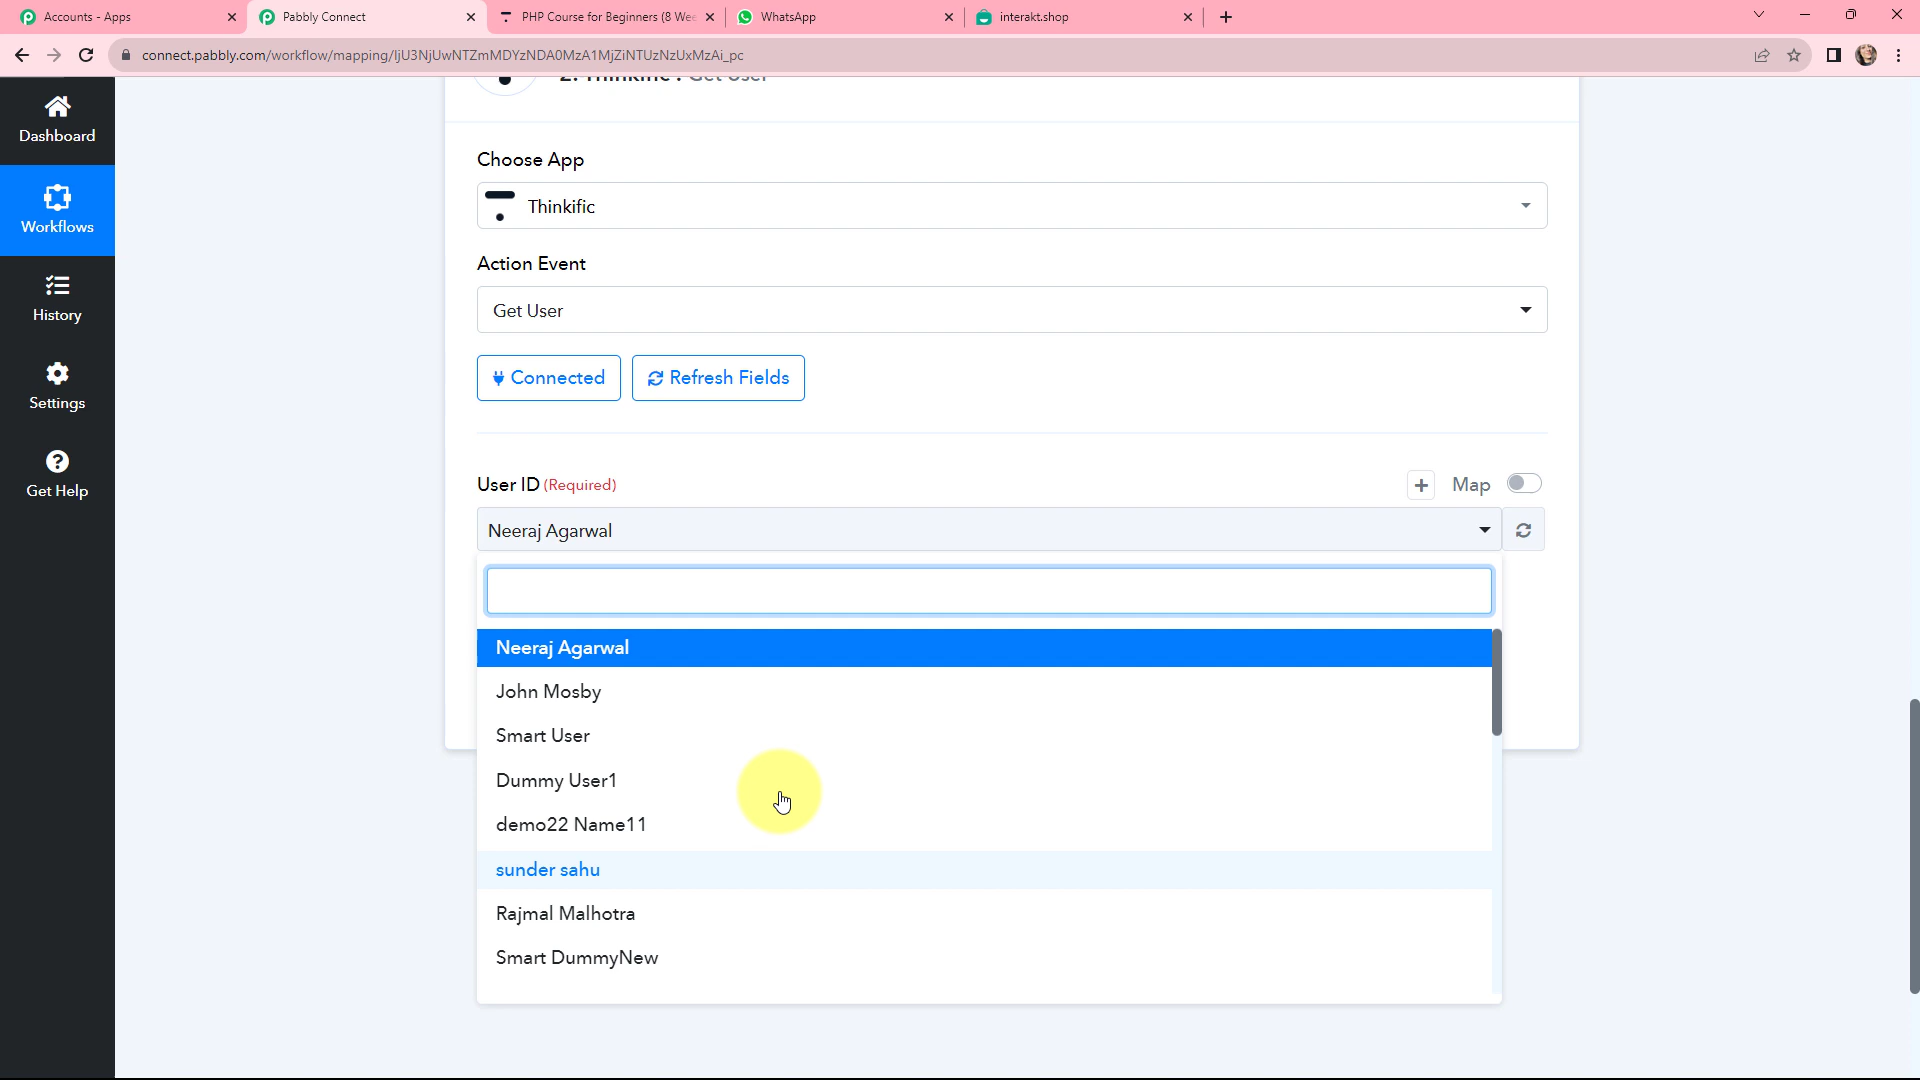 Accounts - Apps
Pabbly Connect
PHP Course for Beginners (8 Wee
WhatsApp
interakt.shop
connect.pabbly.com/workflow/mapping/IjU3NjUwNTZmMDYzNDA0MzA1MjZiNTUzNzUxMzAi_pc
2. Thinkific : Get User
Dashboard
Workflows
History
Settings
Get Help
Choose App
Thinkific
Action Event
Get User
Connected
Refresh Fields
User ID (Required)
+ Map
Neeraj Agarwal
Neeraj Agarwal
John Mosby
Smart User
Dummy User1
demo22 Name11
sunder sahu
Rajmal Malhotra
Smart DummyNew